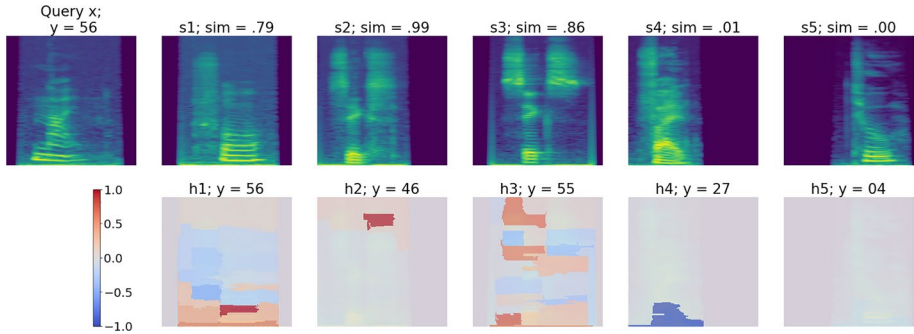 Query x;
y = 56
s1; sim = .79
s2; sim = .99
s3; sim = .86
s4; sim = .01
s5; sim = .00
h1; y = 56
h2; y = 46
h3; y = 55
h4; y = 27
h5; y = 04
1.0
0.5
0.0
−0.5
−1.0